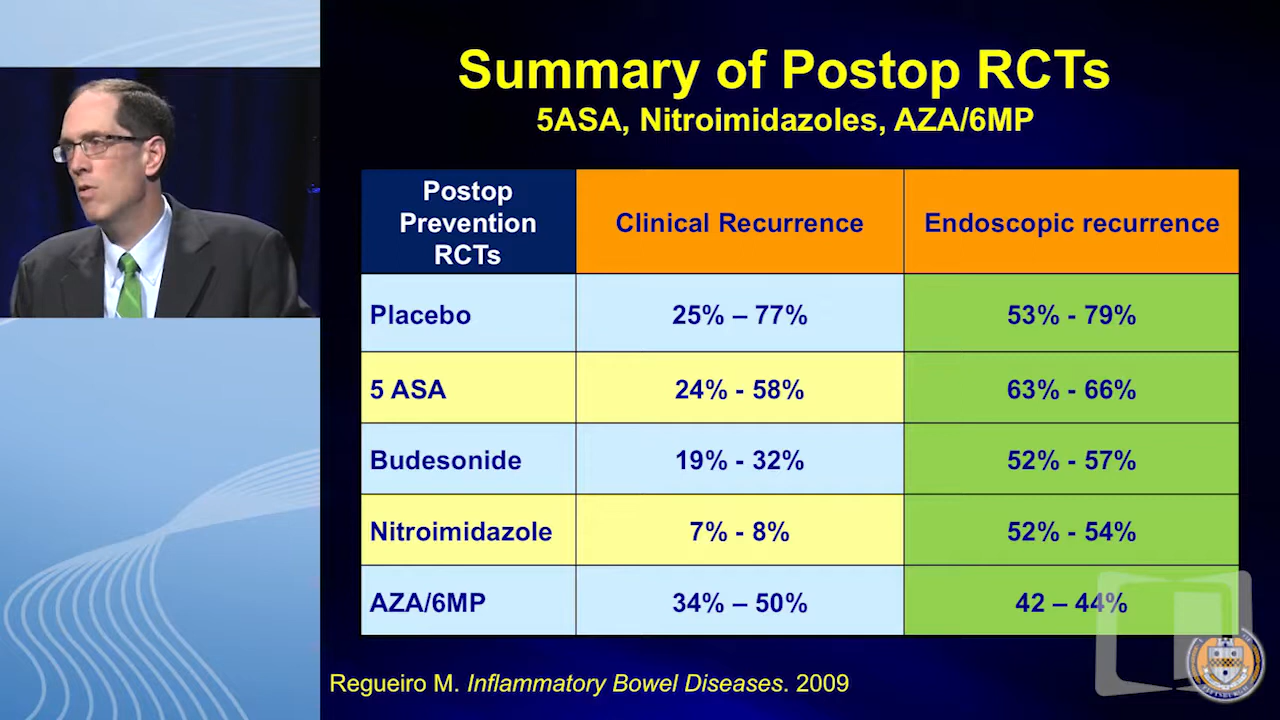 Summary of Postop RCTs
5ASA, Nitroimidazoles, AZA/6MP
Postop
Prevention
RCTs
Clinical Recurrence
Endoscopic recurrence
Placebo
25% – 77%
53% - 79%
5 ASA
24% - 58%
63% - 66%
Budesonide
19% - 32%
52% - 57%
Nitroimidazole
7% - 8%
52% - 54%
AZA/6MP
34% – 50%
42 – 44%
Regueiro M. Inflammatory Bowel Diseases. 2009